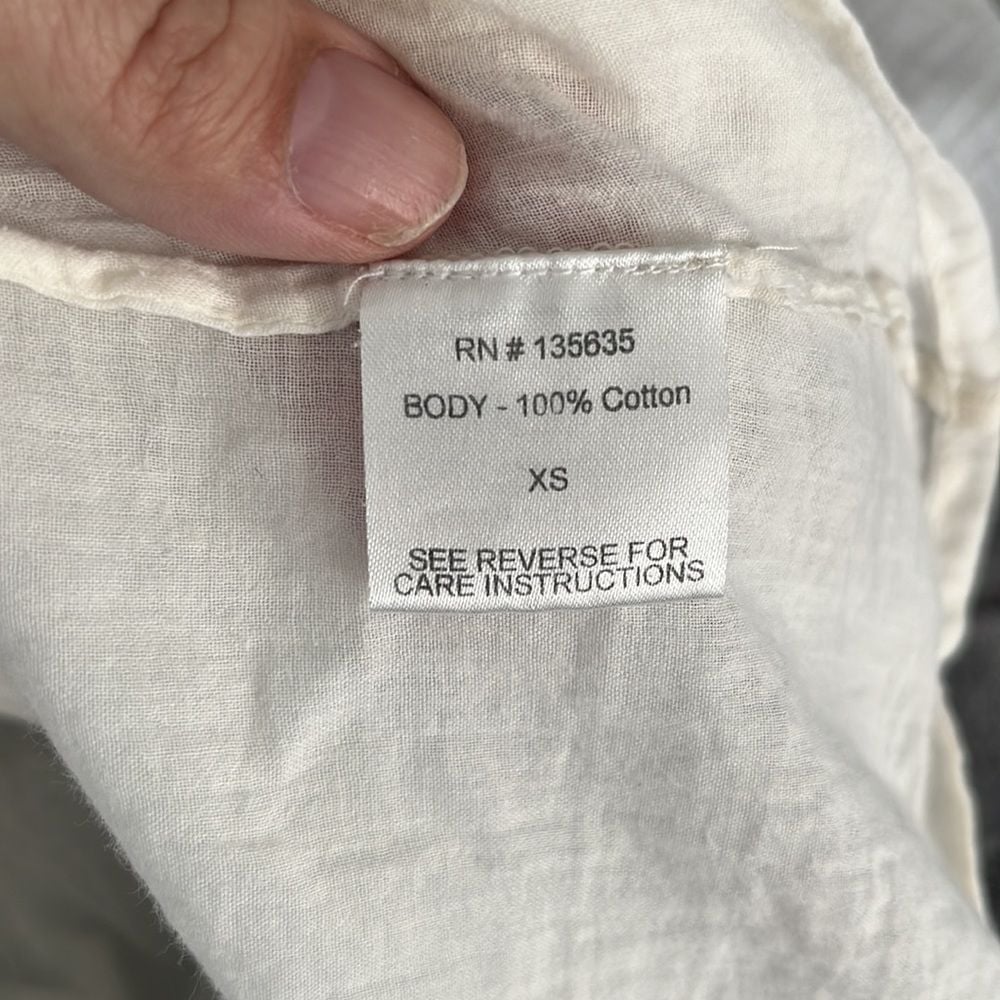 RN # 135635
BODY - 100% Cotton
XS
SEE REVERSE FOR
CARE INSTRUCTIONS